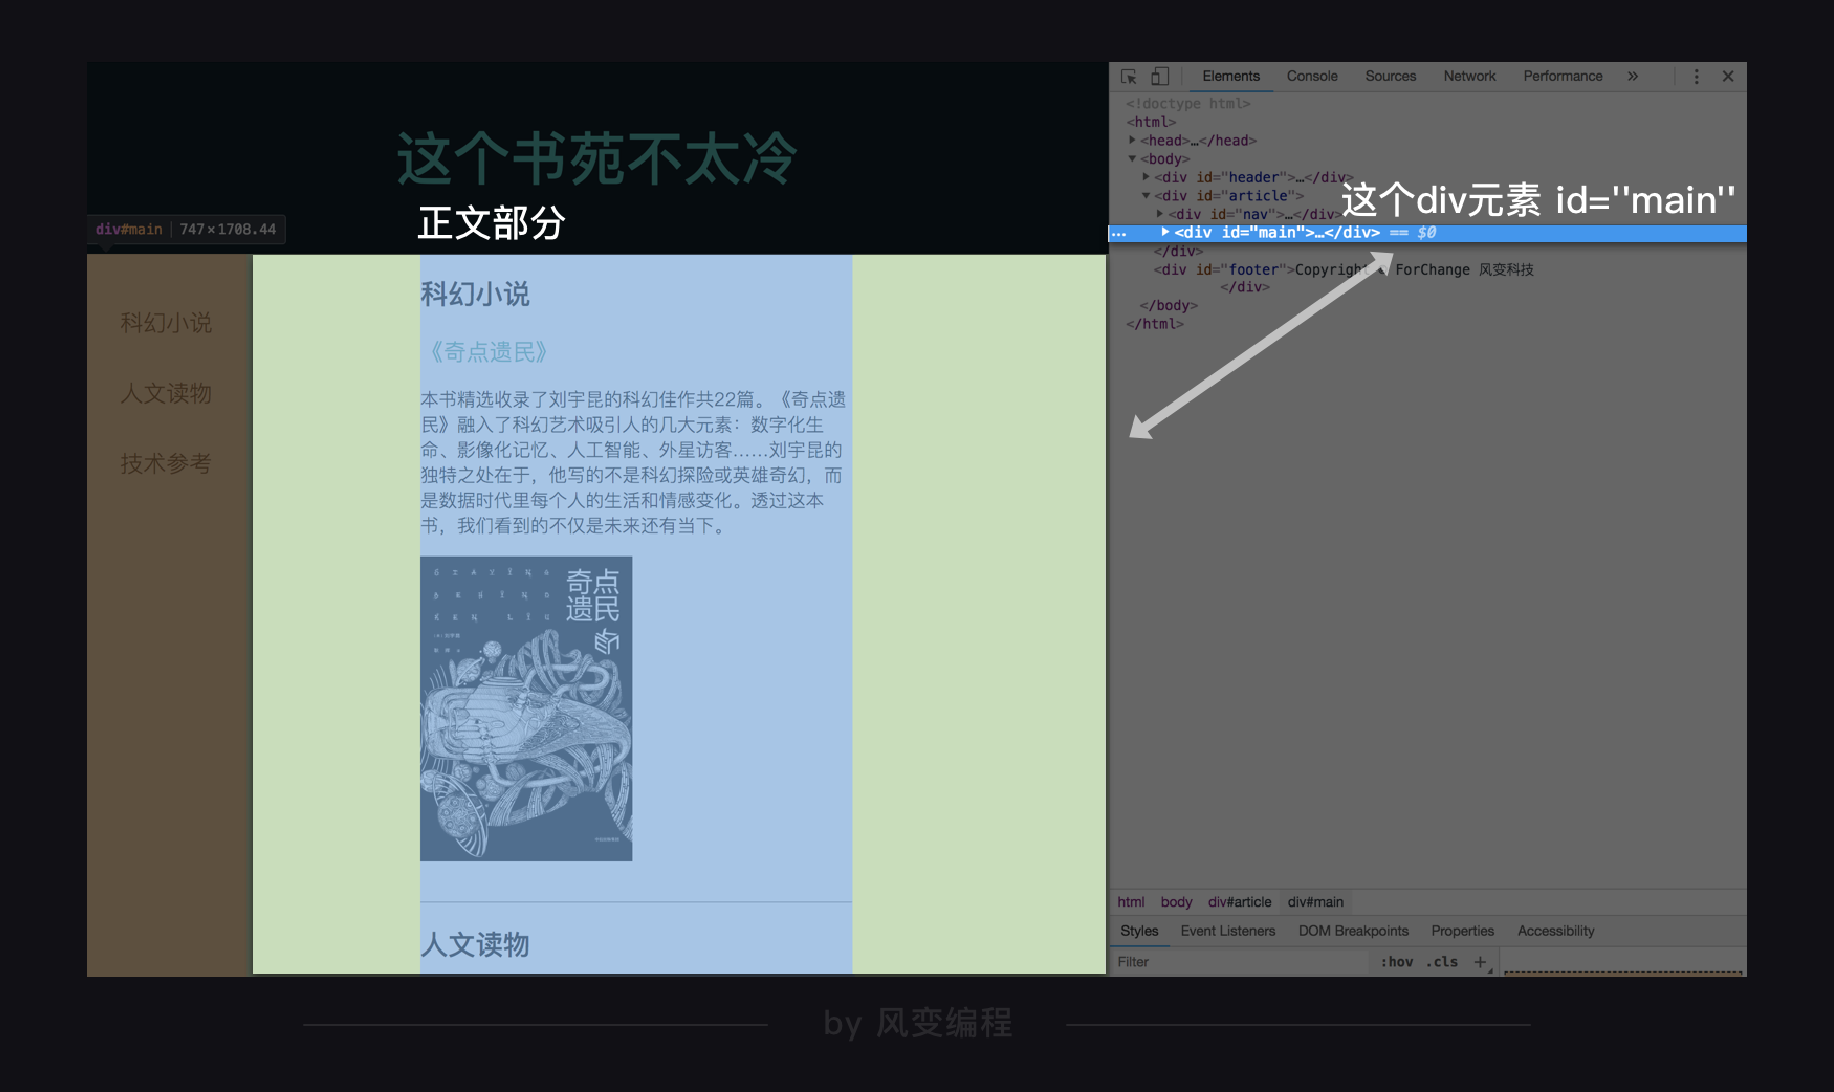 这个书苑不太冷
正文部分
div#main | 747×1708.44
科幻小说
人文读物
技术参考
科幻小说
《奇点遗民》
本书精选收录了刘宇昆的科幻佳作共22篇。《奇点遗
民》融入了科幻艺术吸引人的几大元素：数字化生
命、影像化记忆、人工智能、外星访客……刘宇昆的
独特之处在于，他写的不是科幻探险或英雄奇幻，而
是数据时代里每个人的生活和情感变化。透过这本
书，我们看到的不仅是未来还有当下。
奇点
遗民
人文读物
Elements Console Sources Network Performance »
<!doctype html>
<html>
<head>…</head>
<body>
<div id="header">…</div>
<div id="article">
<div id="nav">…</div>
这个div元素 id=''main''
… <div id="main">…</div> == $0
</div>
<div id="footer">Copyright © ForChange 风变科技
</div>
</body>
</html>
html body div#article div#main
Styles Event Listeners DOM Breakpoints Properties Accessibility
Filter :hov .cls +
by 风变编程